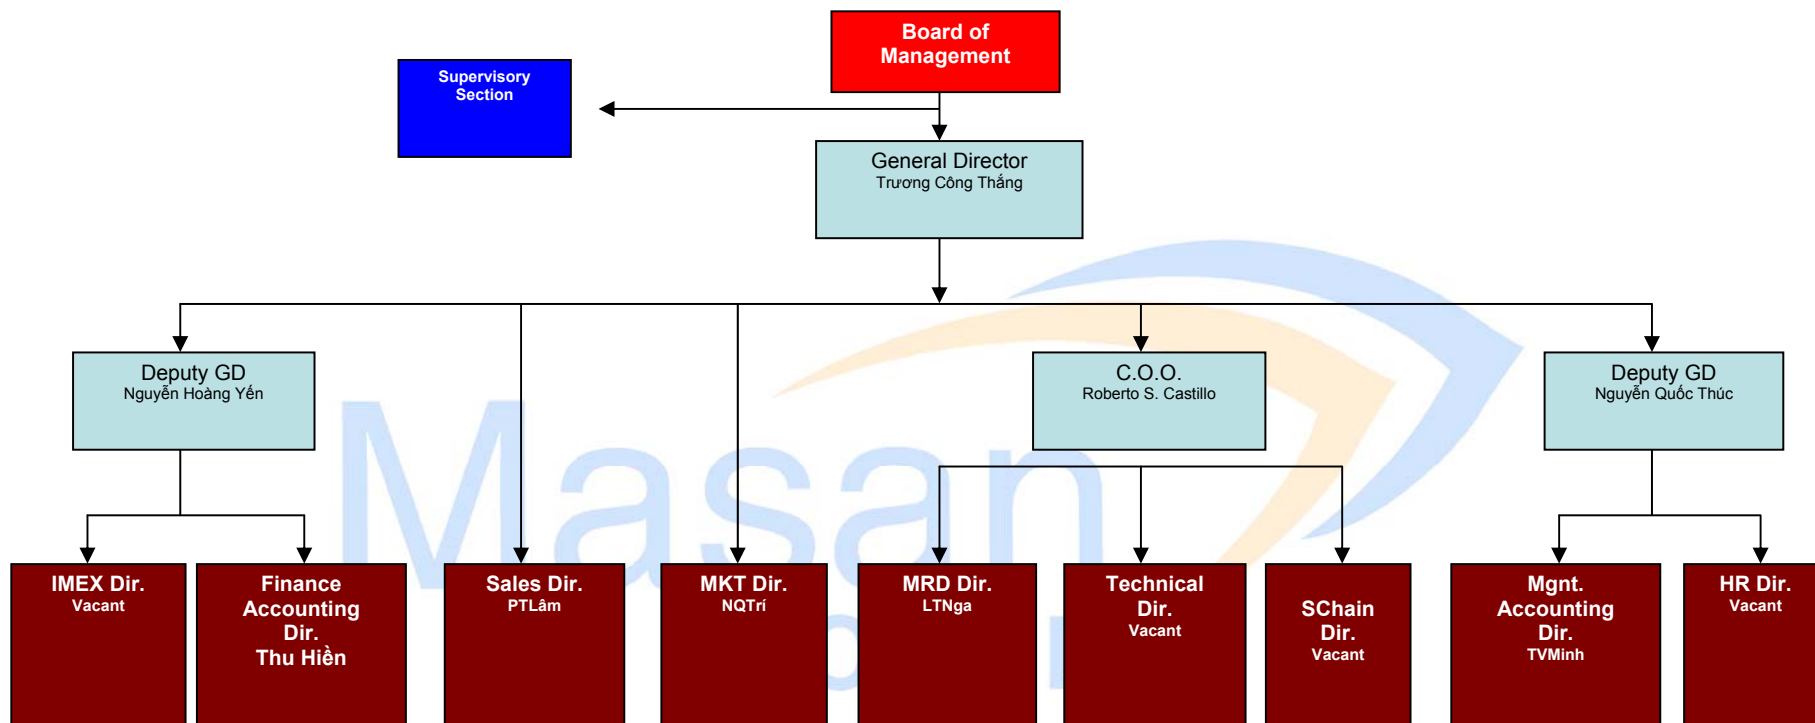 Board of
Management
Supervisory
Section
General Director
Trương Công Thắng
Deputy GD
Nguyễn Hoàng Yến
C.O.O.
Roberto S. Castillo
Deputy GD
Nguyễn Quốc Thúc
Masan
IMEX Dir.
Vacant
Finance
Accounting
Dir.
Thu Hiền
Sales Dir.
PTLâm
MKT Dir.
NQTrí
MRD Dir.
LTNga
Technical
Dir.
Vacant
SChain
Dir.
Vacant
Mgnt.
Accounting
Dir.
TVMinh
HR Dir.
Vacant